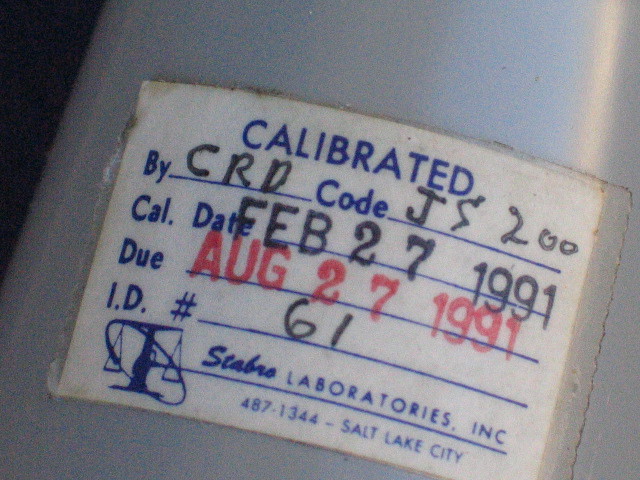 CALIBRATED
By CRD Code JS 200
Cal. Date FEB 27 1991
Due AUG 27 1991
I.D. # 61
Stabro LABORATORIES, INC
487-1344 - SALT LAKE CITY